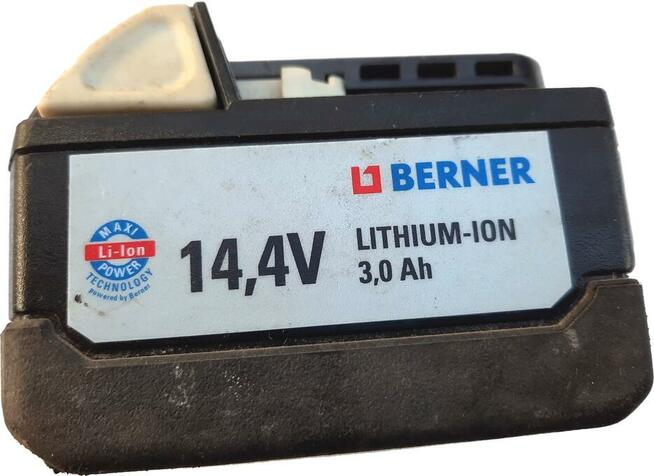 BERNER
MAXI
Li-Ion
POWER
TECHNOLOGY
powered by Berner
14,4V
LITHIUM-ION
3,0 Ah